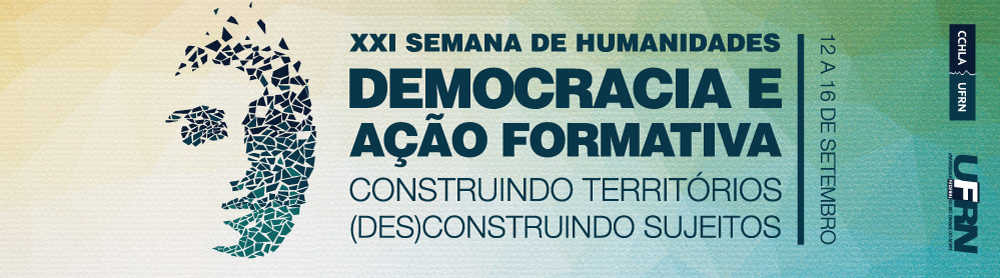 XXI SEMANA DE HUMANIDADES
DEMOCRACIA E
AÇÃO FORMATIVA
CONSTRUINDO TERRITÓRIOS
(DES)CONSTRUINDO SUJEITOS
12 A 16 DE SETEMBRO
CCHLA UFRN
UFRN